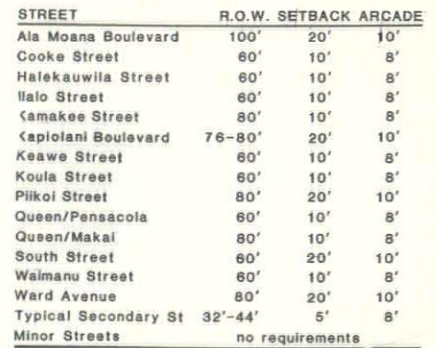 STREET R.O.W. SETBACK ARCADE
Ala Moana Boulevard 100' 20' 10'
Cooke Street 60' 10' 8'
Halekauwila Street 60' 10' 8'
Ilalo Street 60' 10' 8'
Kamakee Street 80' 10' 8'
Kapiolani Boulevard 76-80' 20' 10'
Keawe Street 60' 10' 8'
Koula Street 60' 10' 8'
Piikoi Street 80' 20' 10'
Queen/Pensacola 60' 10' 8'
Queen/Makai 80' 10' 8'
South Street 60' 20' 10'
Waimanu Street 60' 10' 8'
Ward Avenue 80' 20' 10'
Typical Secondary St 32'-44' 5' 8'
Minor Streets no requirements